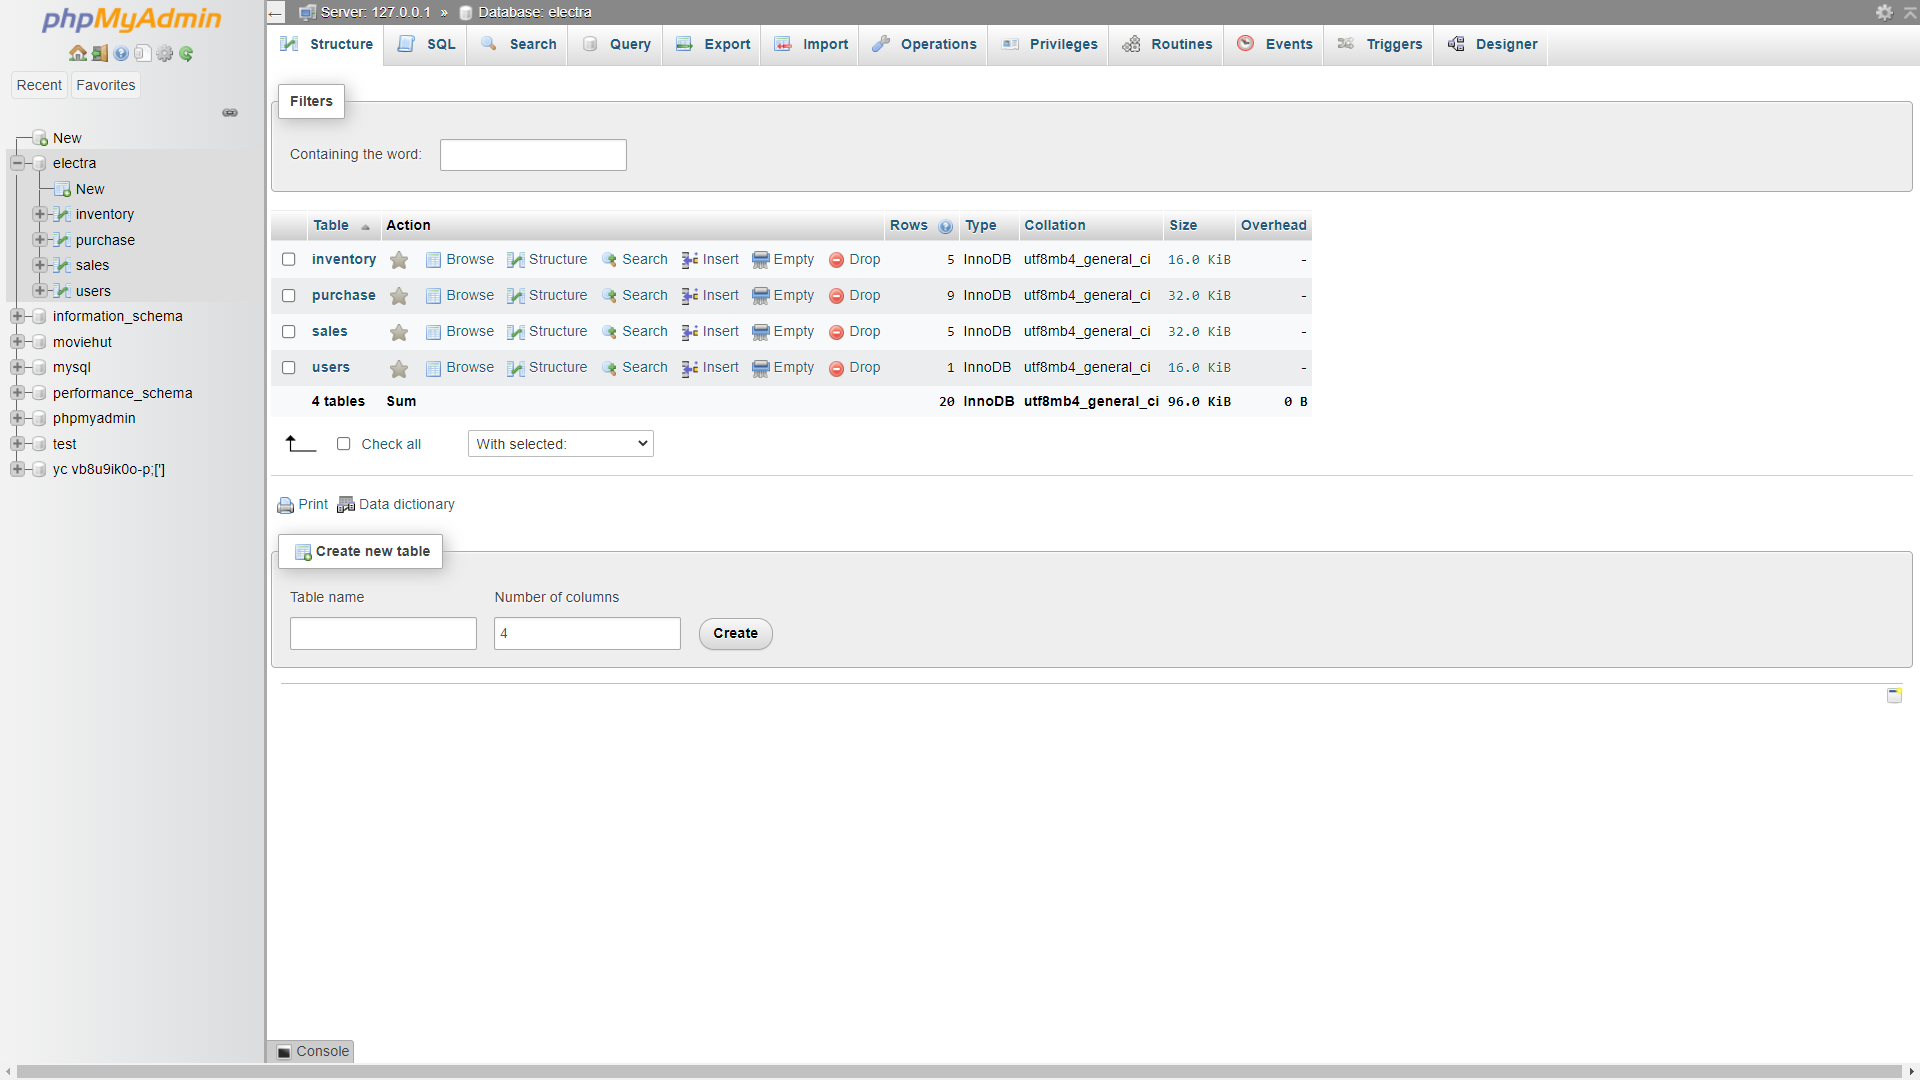 phpMyAdmin
Recent Favorites
New
electra
New
inventory
purchase
sales
users
information_schema
moviehut
mysql
performance_schema
phpmyadmin
test
yc vb8u9ik0o-p;[']
Server: 127.0.0.1 » Database: electra
Structure SQL Search Query Export Import Operations Privileges Routines Events Triggers Designer
Filters
Containing the word:
Table Action Rows Type Collation Size Overhead
inventory Browse Structure Search Insert Empty Drop 5 InnoDB utf8mb4_general_ci 16.0 KiB -
purchase Browse Structure Search Insert Empty Drop 9 InnoDB utf8mb4_general_ci 32.0 KiB -
sales Browse Structure Search Insert Empty Drop 5 InnoDB utf8mb4_general_ci 32.0 KiB -
users Browse Structure Search Insert Empty Drop 1 InnoDB utf8mb4_general_ci 16.0 KiB -
4 tables Sum 20 InnoDB utf8mb4_general_ci 96.0 KiB 0 B
Check all With selected:
Print Data dictionary
Create new table
Table name Number of columns
4 Create
Console